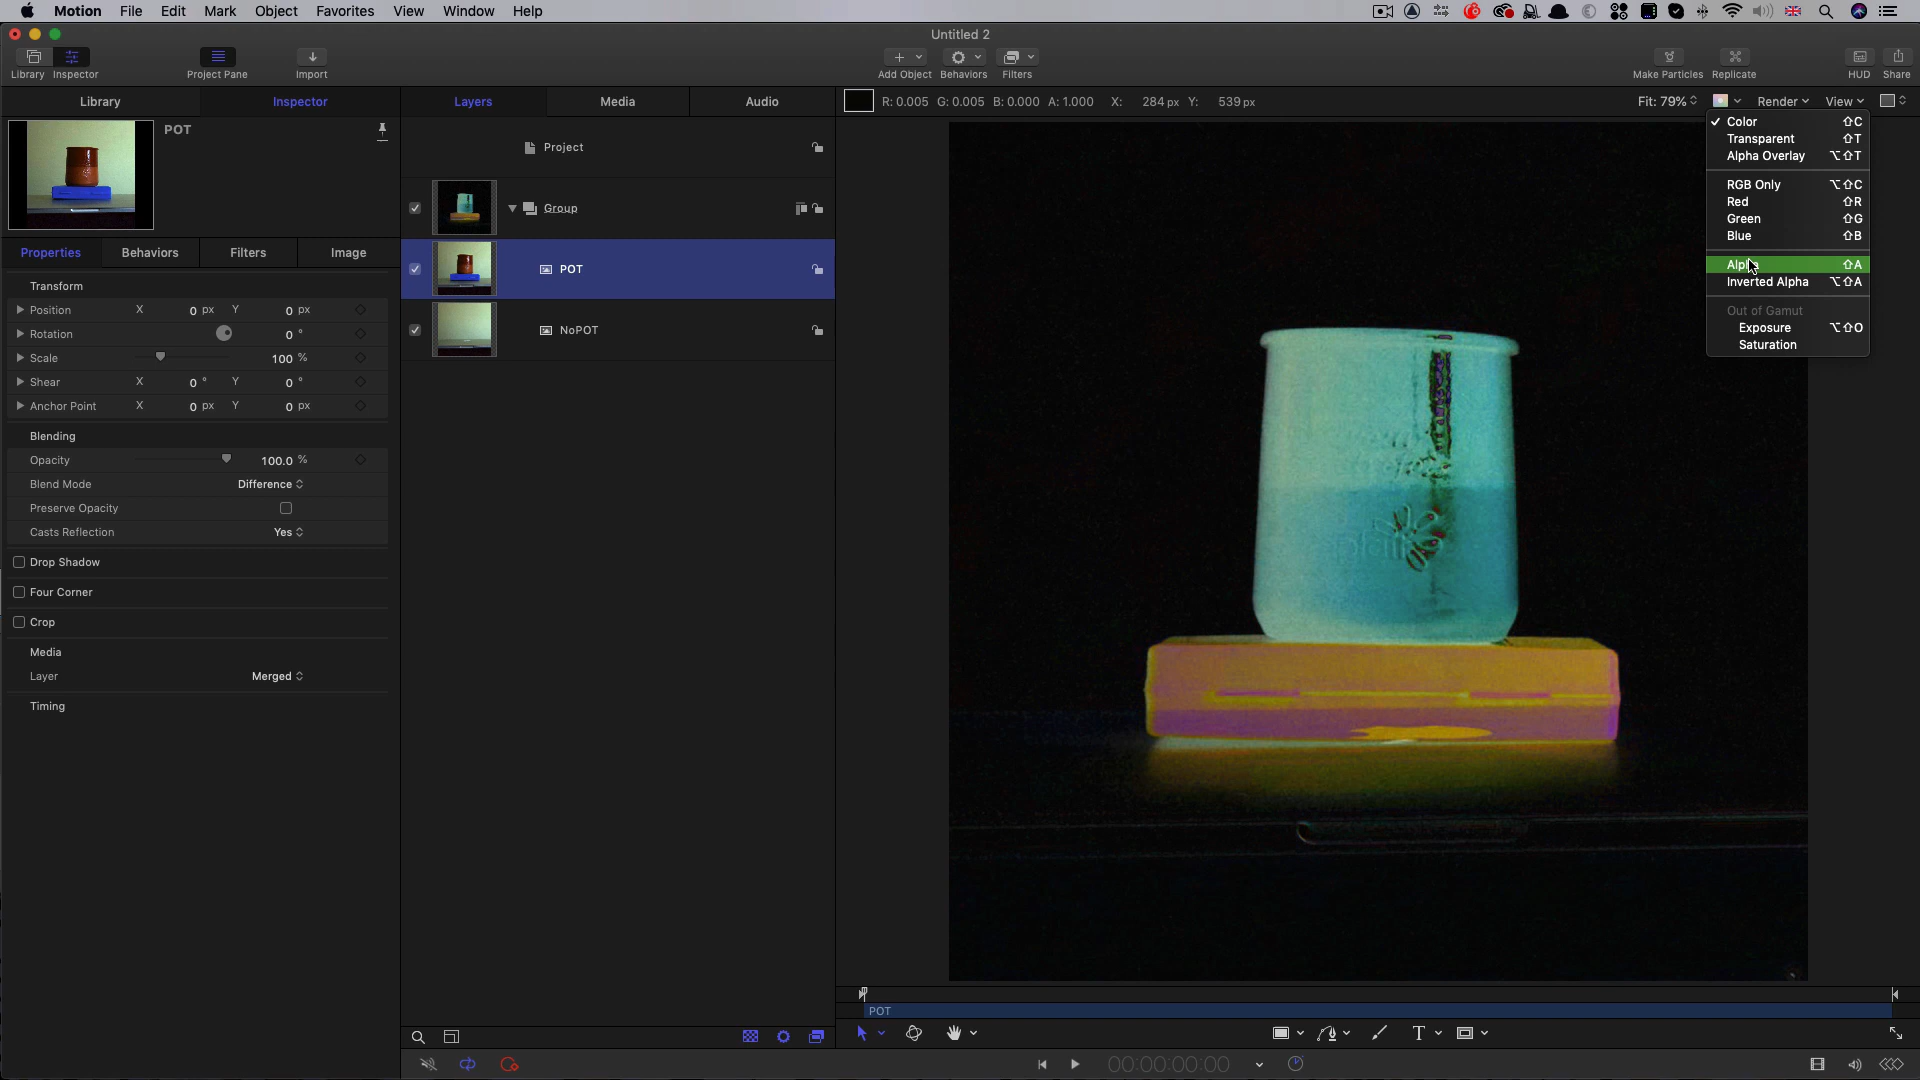 Motion File Edit Mark Object Favorites View Window Help
Untitled 2
Library Inspector Project Pane Import Add Object Behaviors Filters Make Particles Replicate HUD Share
Library Inspector Layers Media Audio R: 0.005 G: 0.005 B: 0.000 A: 1.000 X: 284 px Y: 539 px Fit: 79% Render View
POT
Project
Group
POT
NoPOT
Properties Behaviors Filters Image
Transform
Position X 0 px Y 0 px
Rotation 0 °
Scale 100 %
Shear X 0 ° Y 0 °
Anchor Point X 0 px Y 0 px
Blending
Opacity 100.0 %
Blend Mode Difference
Preserve Opacity
Casts Reflection Yes
Drop Shadow
Four Corner
Crop
Media
Layer Merged
Timing
✓ Color ⇧C
Transparent ⇧T
Alpha Overlay ⌥⇧T
RGB Only ⌥⇧C
Red ⇧R
Green ⇧G
Blue ⇧B
Alpha ⇧A
Inverted Alpha ⌥⇧A
Out of Gamut
Exposure ⌥⇧O
Saturation
POT
T
00:00:00:00